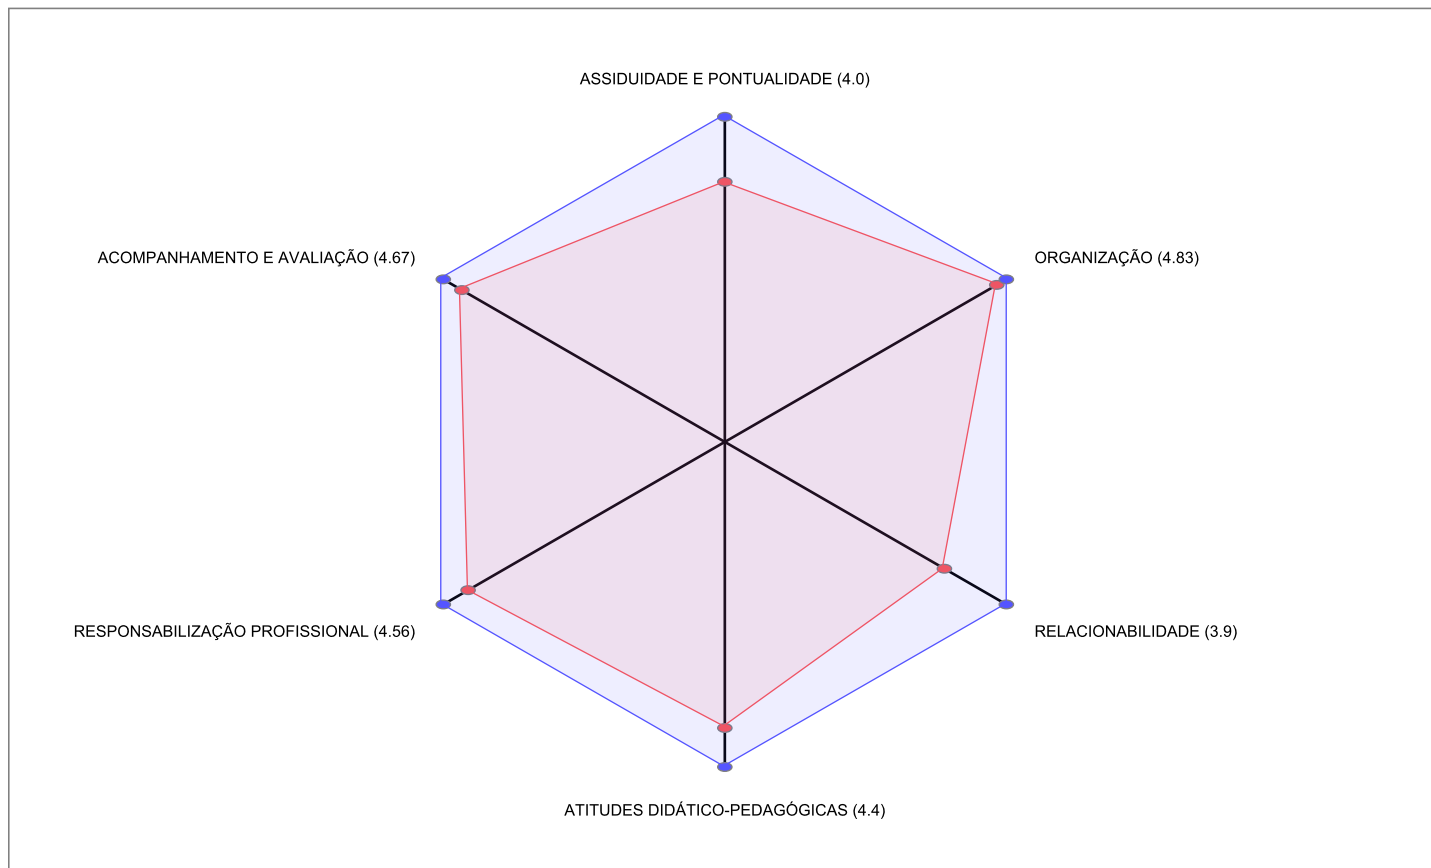 ASSIDUIDADE E PONTUALIDADE (4.0)
ACOMPANHAMENTO E AVALIAÇÃO (4.67)
ORGANIZAÇÃO (4.83)
RESPONSABILIZAÇÃO PROFISSIONAL (4.56)
RELACIONABILIDADE (3.9)
ATITUDES DIDÁTICO-PEDAGÓGICAS (4.4)